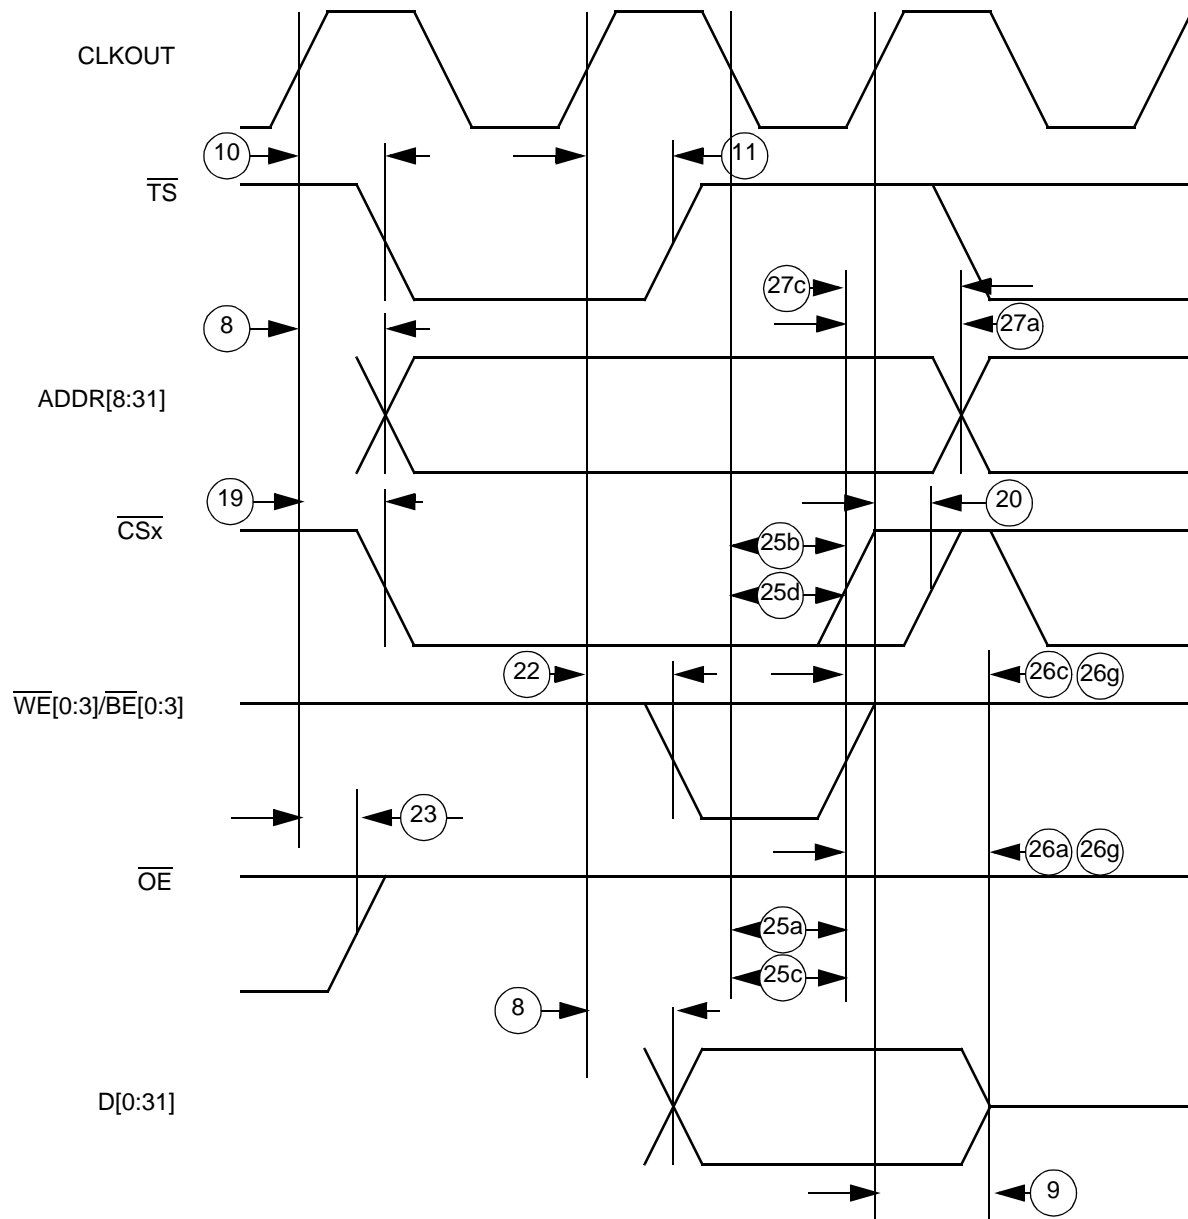 CLKOUT
10
11
TS
27c
8
27a
ADDR[8:31]
19
20
CSx
25b
25d
22
26c 26g
WE[0:3]/BE[0:3]
23
26a 26g
OE
25a
25c
8
D[0:31]
9